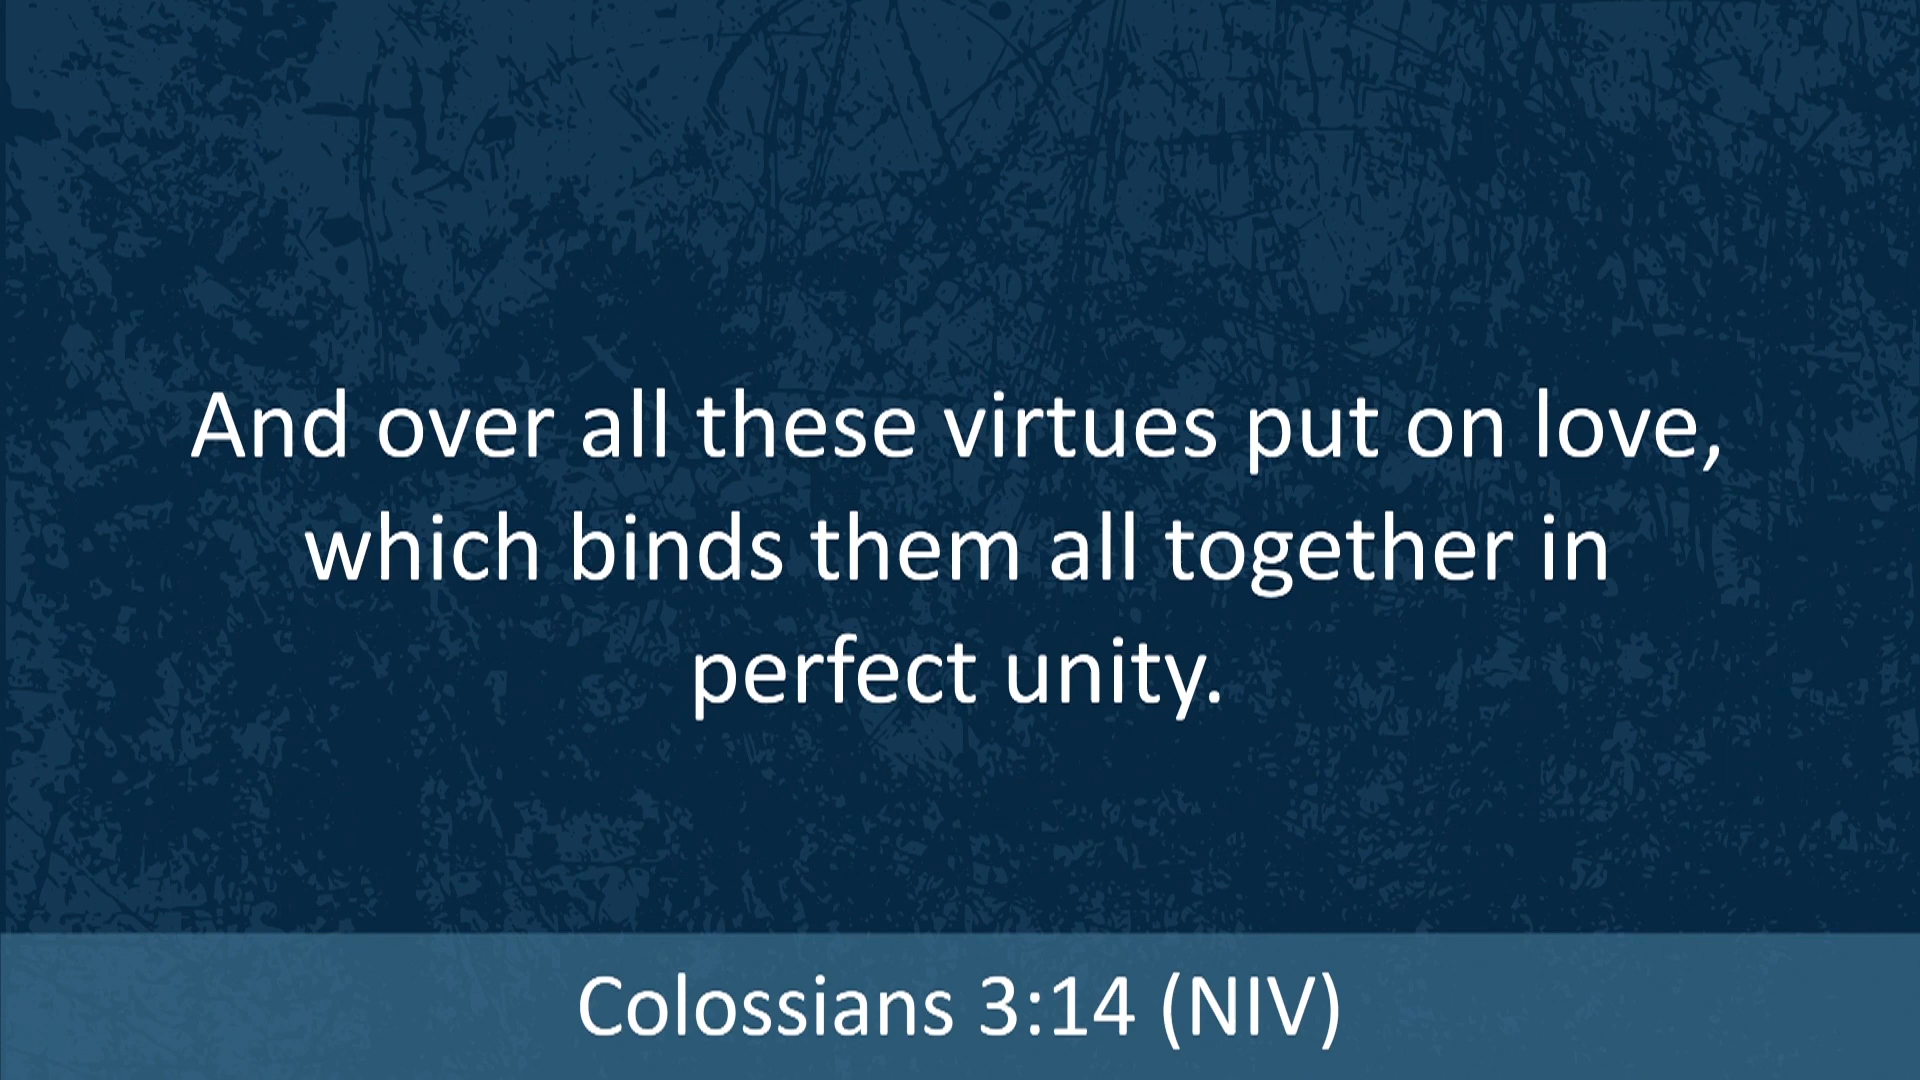 And over all these virtues put on love,
which binds them all together in
perfect unity.
Colossians 3:14 (NIV)